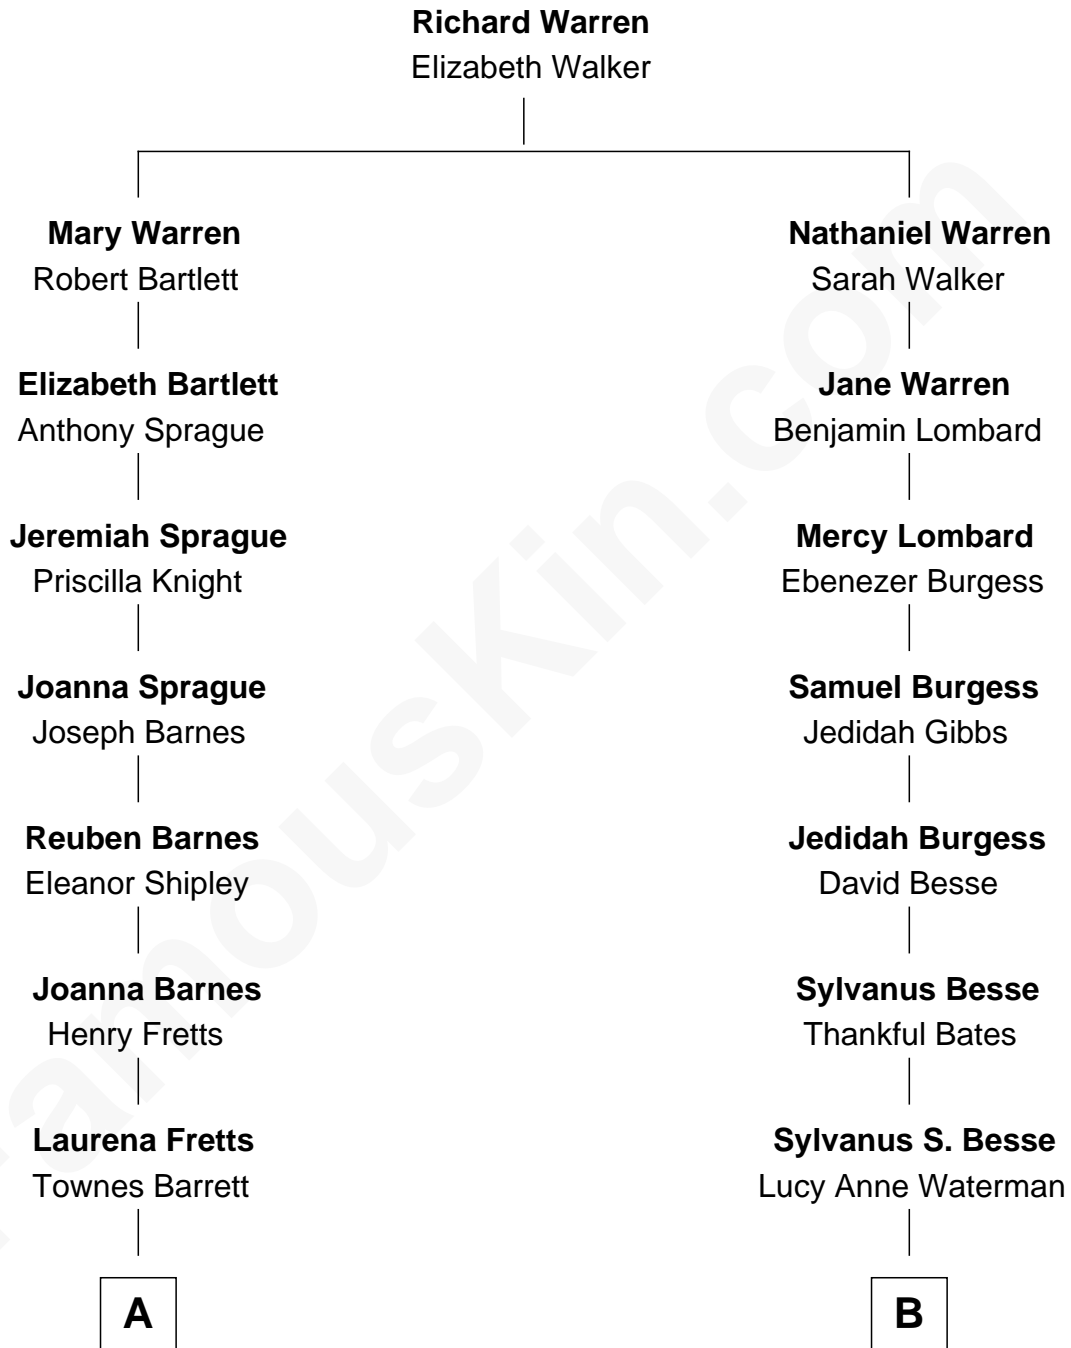 Richard Warren
Elizabeth Walker
Mary Warren
Robert Bartlett
Nathaniel Warren
Sarah Walker
Elizabeth Bartlett
Anthony Sprague
Jane Warren
Benjamin Lombard
Jeremiah Sprague
Priscilla Knight
Mercy Lombard
Ebenezer Burgess
Joanna Sprague
Joseph Barnes
Samuel Burgess
Jedidah Gibbs
Reuben Barnes
Eleanor Shipley
Jedidah Burgess
David Besse
Joanna Barnes
Henry Fretts
Sylvanus Besse
Thankful Bates
Laurena Fretts
Townes Barrett
Sylvanus S. Besse
Lucy Anne Waterman
A
B
FamousKin.com